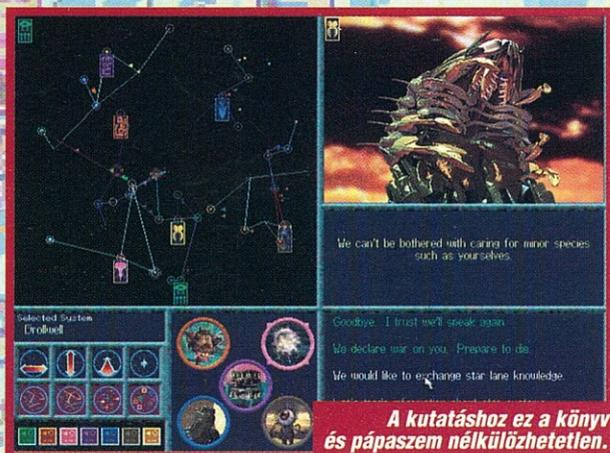 We can't be bothered with caring for minor species
such as yourselves.
Selected System
Drollwell
Goodbye. I trust we'll speak again.
We declare war on you. Prepare to die.
We would like to exchange star lane knowledge.
A kutatáshoz ez a könyv
és pápaszem nélkülözhetetlen.